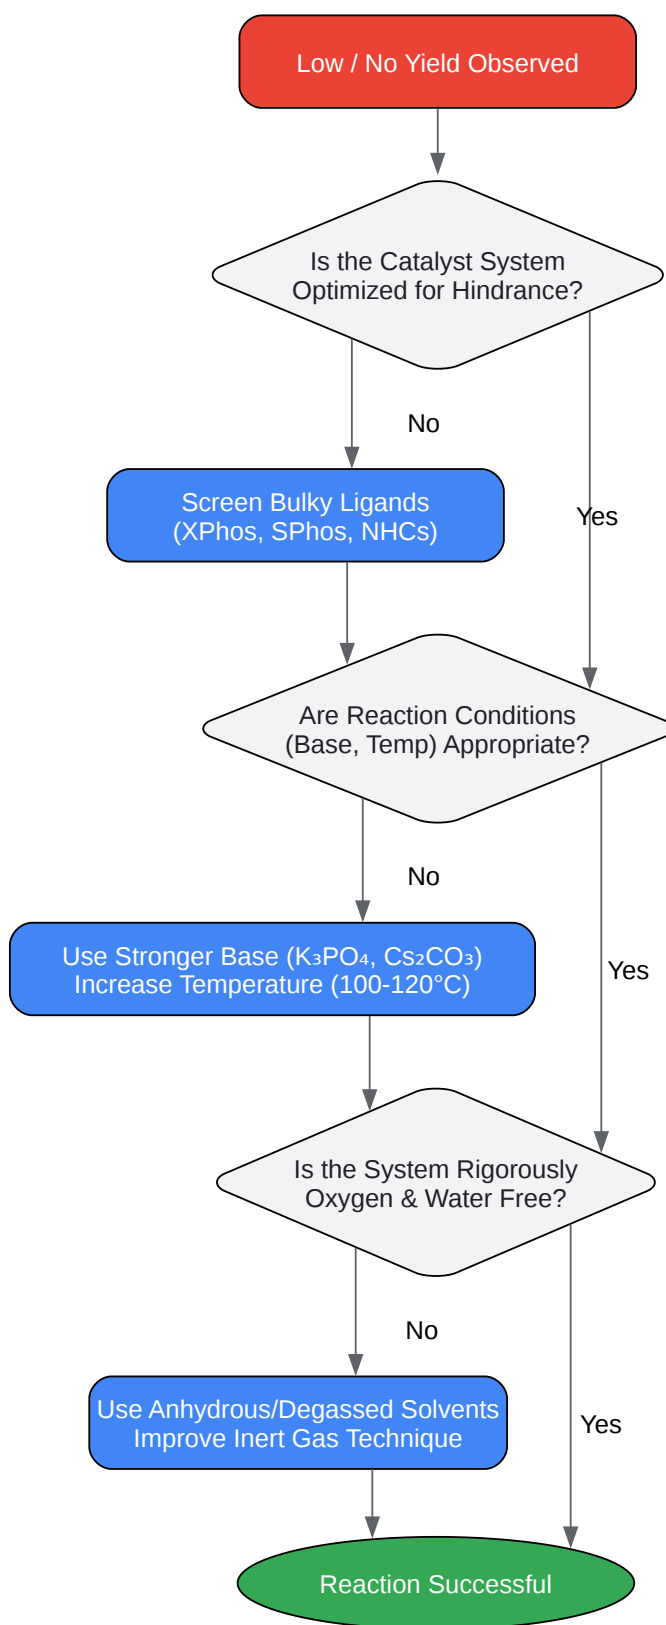 Low / No Yield Observed
Is the Catalyst System
Optimized for Hindrance?
No
Screen Bulky Ligands
(XPhos, SPhos, NHCs)
Yes
Are Reaction Conditions
(Base, Temp) Appropriate?
No
Use Stronger Base (K₃PO₄, Cs₂CO₃)
Increase Temperature (100-120°C)
Yes
Is the System Rigorously
Oxygen & Water Free?
No
Use Anhydrous/Degassed Solvents
Improve Inert Gas Technique
Yes
Reaction Successful